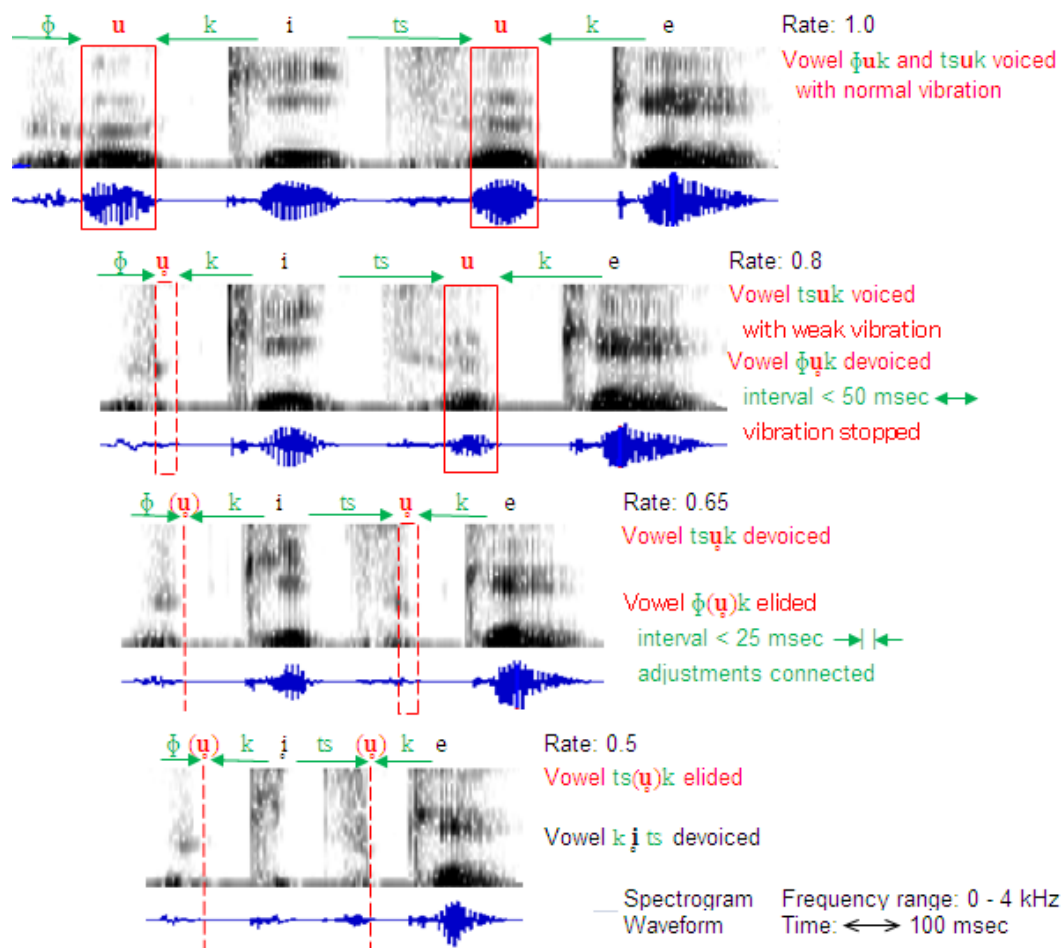 Φ u k i ts u k e Rate: 1.0
Vowel Φuk and tsuk voiced
with normal vibration
Φ u̥ k i ts u k e Rate: 0.8
Vowel tsuk voiced
with weak vibration
Vowel Φu̥k devoiced
interval < 50 msec ↔
vibration stopped
Φ (u̥) k i ts u̥ k e Rate: 0.65
Vowel tsu̥k devoiced
Vowel Φ(u̥)k elided
interval < 25 msec →||←
adjustments connected
Φ (u̥) k i̥ ts (u̥) k e Rate: 0.5
Vowel ts(u̥)k elided
Vowel k i̥ ts devoiced
Spectrogram Frequency range: 0 - 4 kHz
Waveform Time: ↔ 100 msec